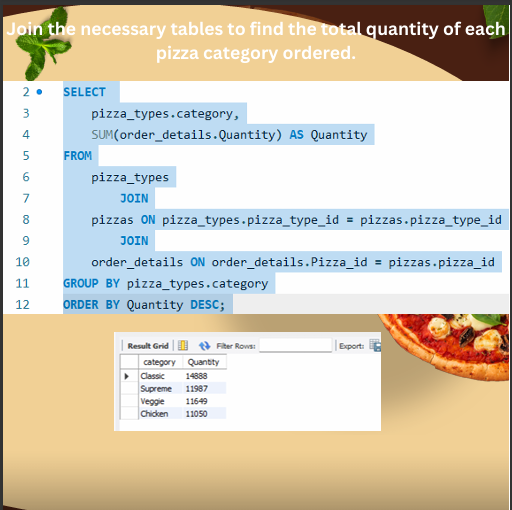 Join the necessary tables to find the total quantity of each
pizza category ordered.
2 SELECT
3 pizza_types.category,
4 SUM(order_details.Quantity) AS Quantity
5 FROM
6 pizza_types
7 JOIN
8 pizzas ON pizza_types.pizza_type_id = pizzas.pizza_type_id
9 JOIN
10 order_details ON order_details.Pizza_id = pizzas.pizza_id
11 GROUP BY pizza_types.category
12 ORDER BY Quantity DESC;
Result Grid Filter Rows: Export:
category Quantity
Classic 14888
Supreme 11987
Veggie 11649
Chicken 11050